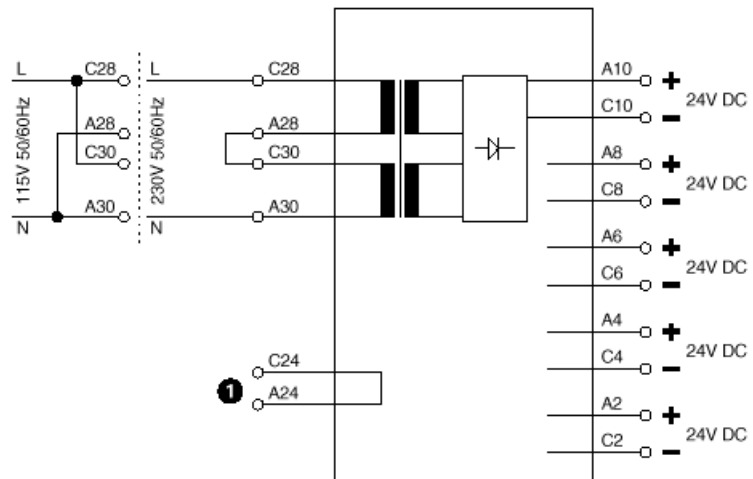 L C28 L C28 A10 + 24V DC
C10 −
115V 50/60Hz
A28
C30
230V 50/60Hz
A28
C30
A8 + 24V DC
C8 −
N A30 N A30
A6 + 24V DC
C6 −
A4 + 24V DC
C4 −
1
C24
A24
A2 + 24V DC
C2 −